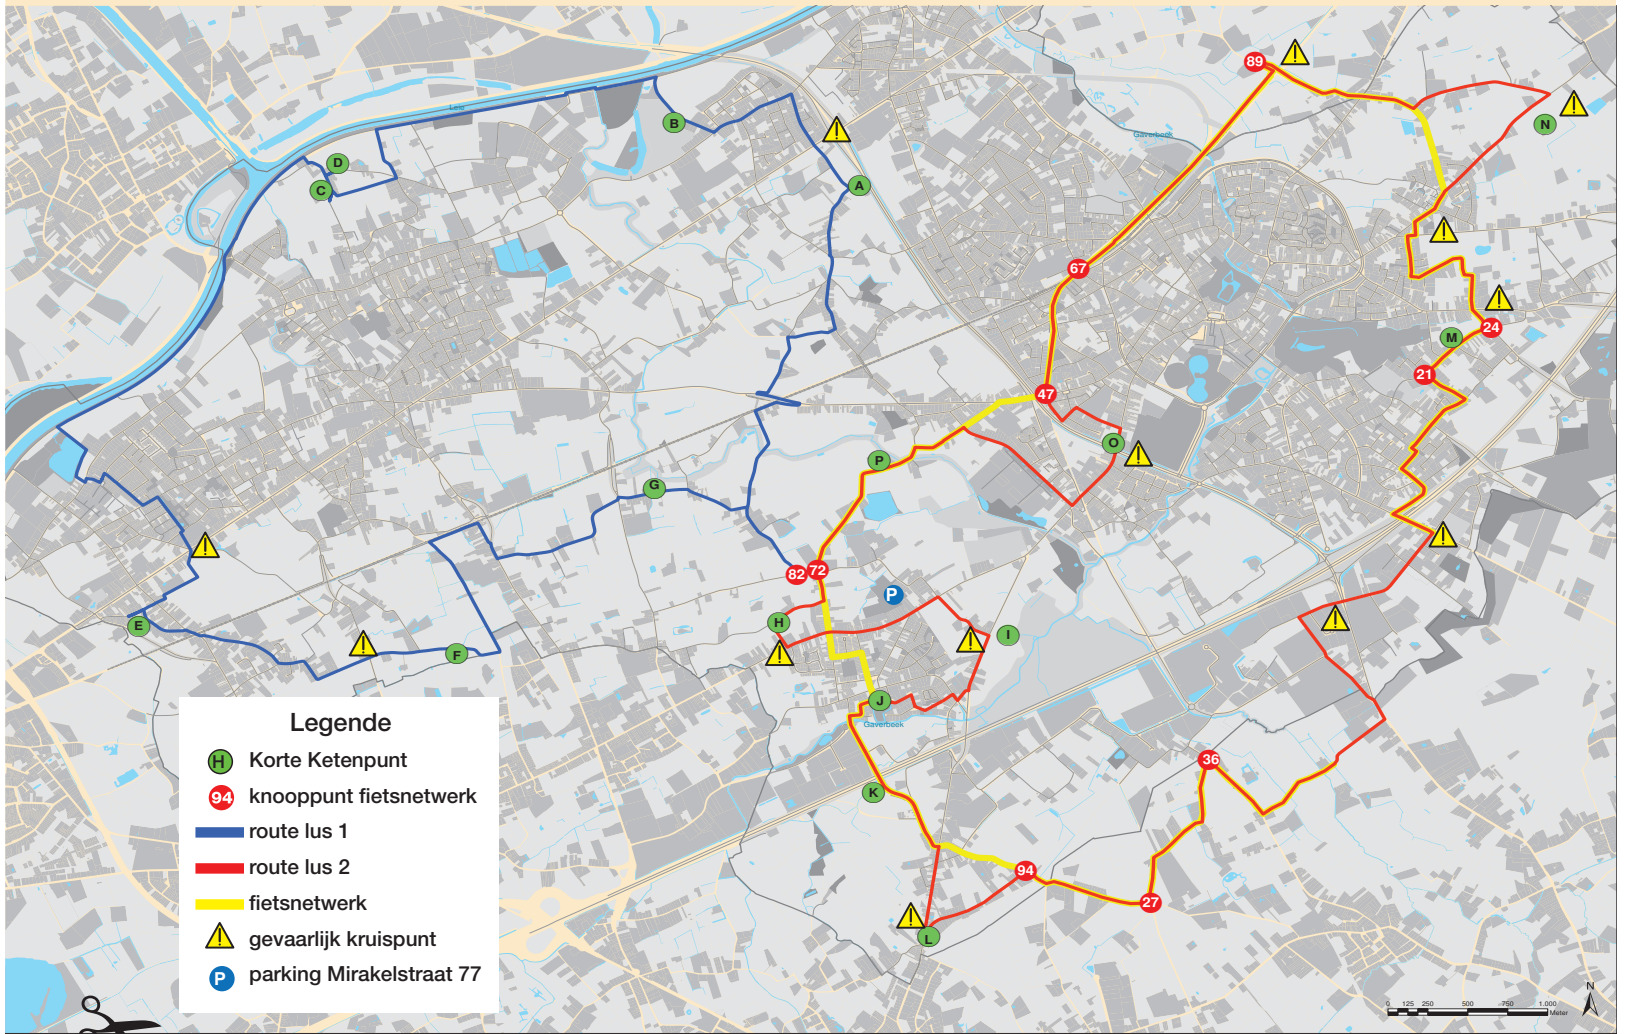 89
N
B
Leie
Gaverbeek
D
C
A
67
24
M
21
47
O
P
G
82
72
P
H
E
I
F
J
Gaverbeek
36
K
94
27
L
Legende
H Korte Ketenpunt
94 knooppunt fietsnetwerk
route lus 1
route lus 2
fietsnetwerk
gevaarlijk kruispunt
P parking Mirakelstraat 77
N
0 125 250 500 750 1.000
Meter